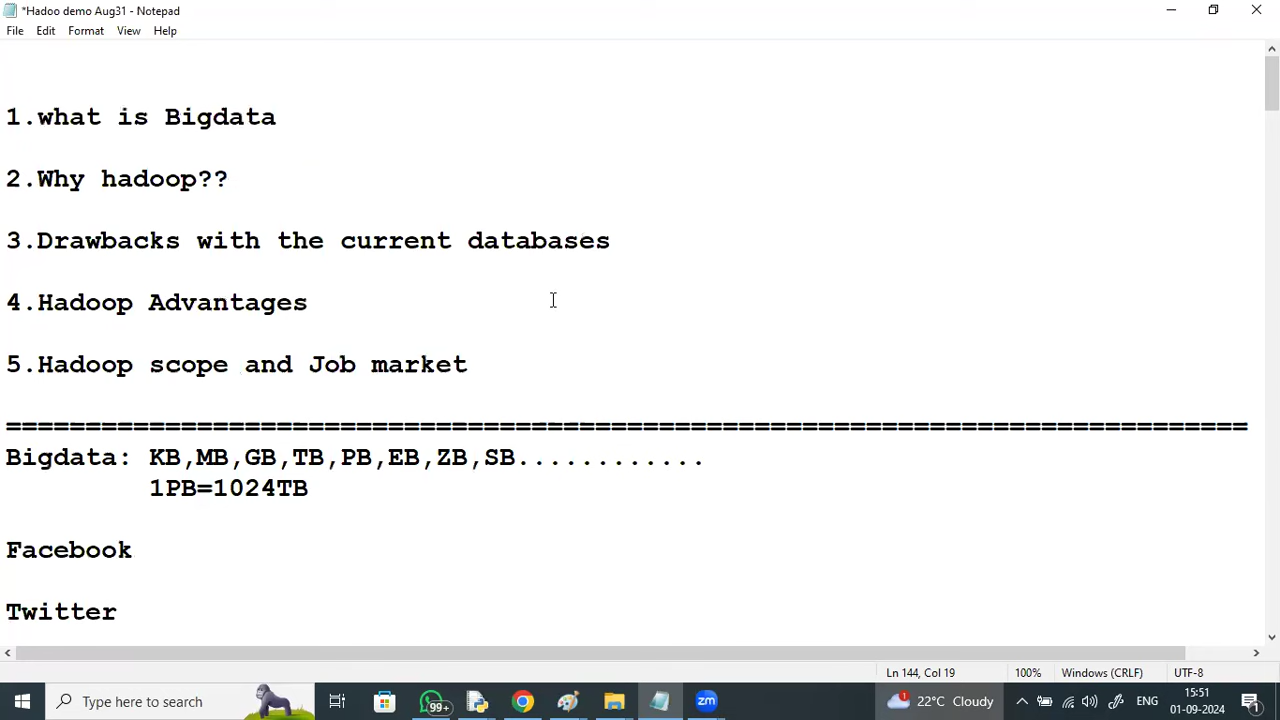 *Hadoo demo Aug31 - Notepad
File Edit Format View Help
1.what is Bigdata
2.Why hadoop??
3.Drawbacks with the current databases
4.Hadoop Advantages
5.Hadoop scope and Job market
==============================================================================
Bigdata: KB,MB,GB,TB,PB,EB,ZB,SB............
1PB=1024TB
Facebook
Twitter
Ln 144, Col 19 100% Windows (CRLF) UTF-8
Type here to search 99+ zm 1 22°C Cloudy ENG 15:51
01-09-2024 1